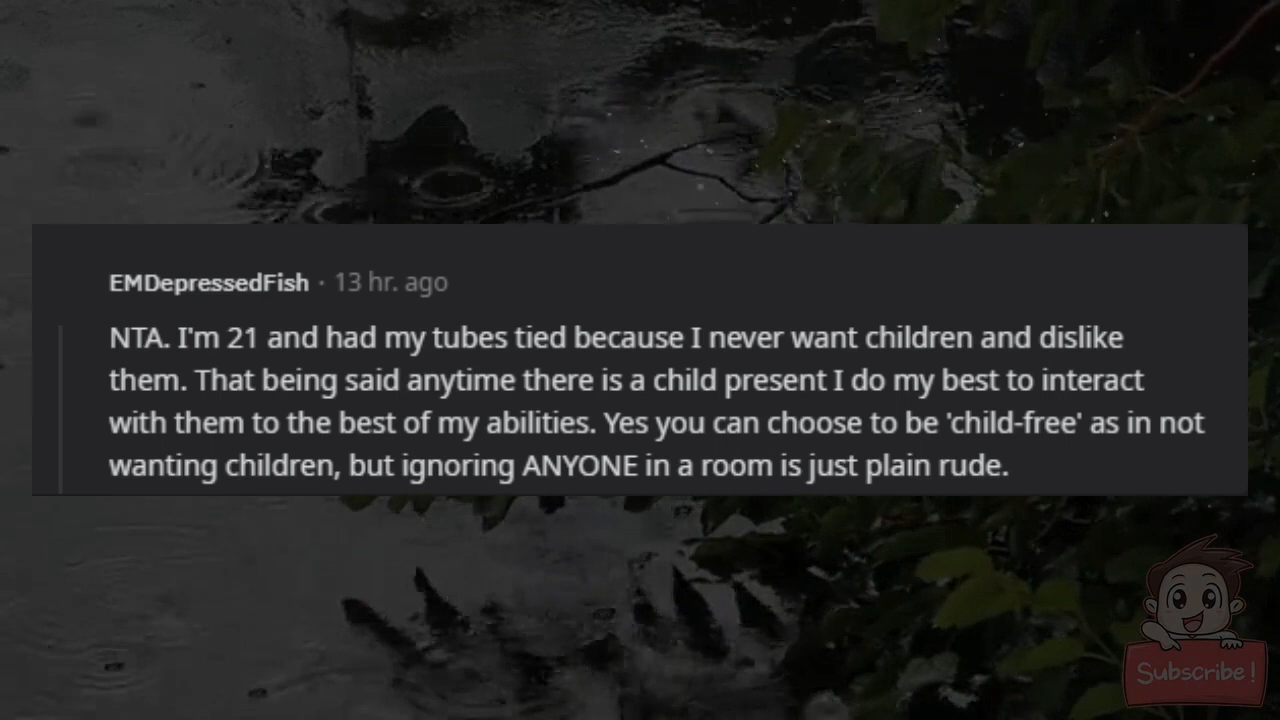 EMDepressedFish · 13 hr. ago
NTA. I'm 21 and had my tubes tied because I never want children and dislike
them. That being said anytime there is a child present I do my best to interact
with them to the best of my abilities. Yes you can choose to be 'child-free' as in not
wanting children, but ignoring ANYONE in a room is just plain rude.
Subscribe!